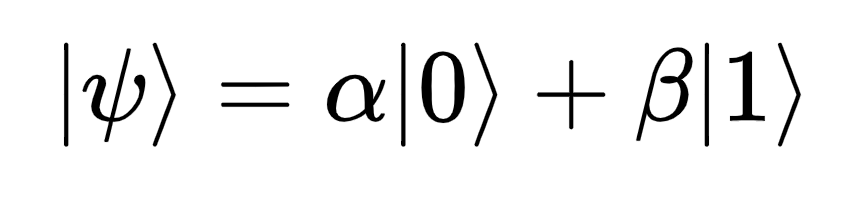 |ψ⟩ = α|0⟩ + β|1⟩